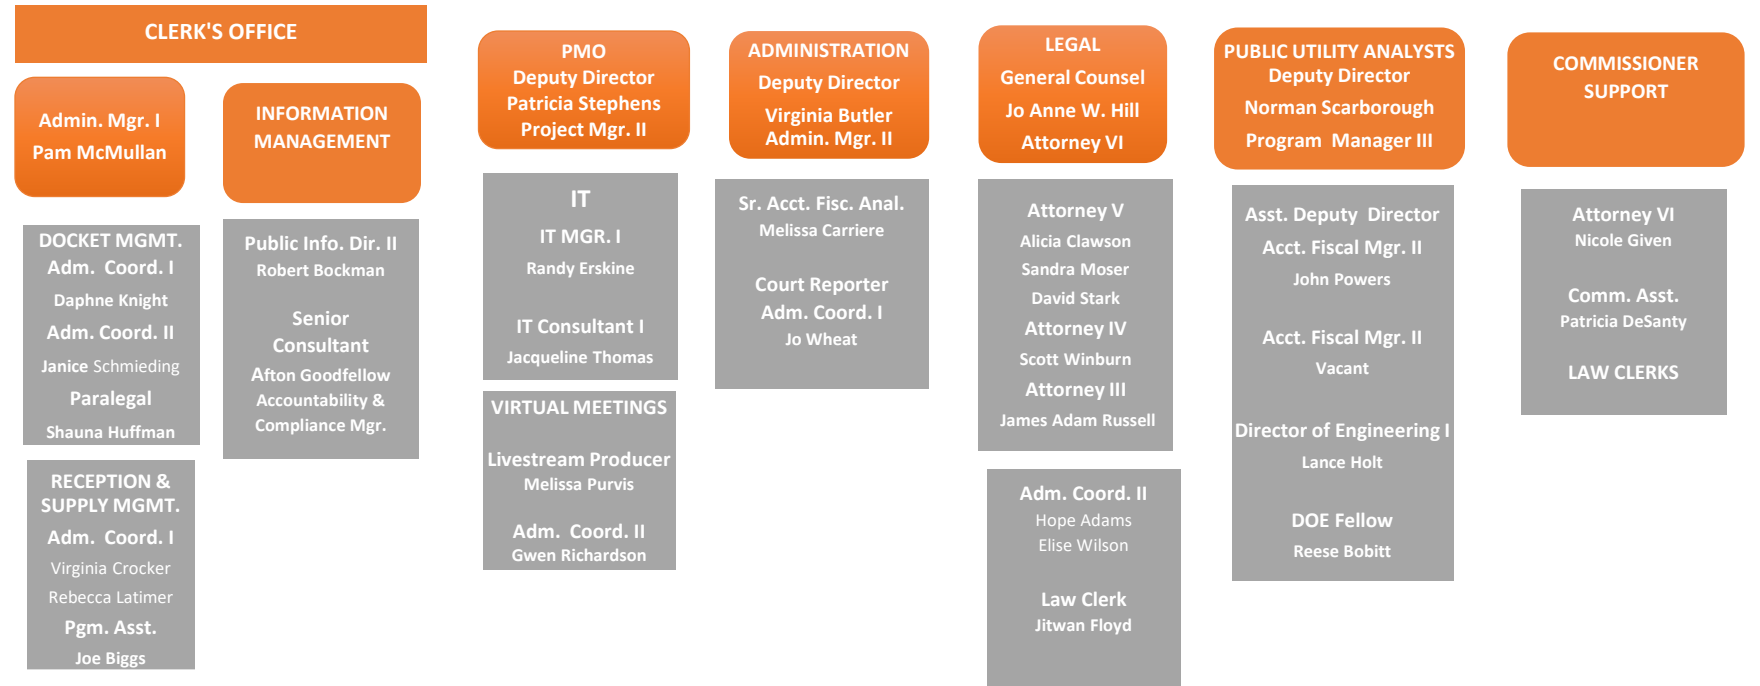 CLERK'S OFFICE
Admin. Mgr. I
Pam McMullan
DOCKET MGMT.
Adm. Coord. I
Daphne Knight
Adm. Coord. II
Janice Schmieding
Paralegal
Shauna Huffman
RECEPTION &
SUPPLY MGMT.
Adm. Coord. I
Virginia Crocker
Rebecca Latimer
Pgm. Asst.
Joe Biggs
INFORMATION
MANAGEMENT
Public Info. Dir. II
Robert Bockman
Senior
Consultant
Afton Goodfellow
Accountability &
Compliance Mgr.
PMO
Deputy Director
Patricia Stephens
Project Mgr. II
IT
IT MGR. I
Randy Erskine
IT Consultant I
Jacqueline Thomas
VIRTUAL MEETINGS
Livestream Producer
Melissa Purvis
Adm. Coord. II
Gwen Richardson
ADMINISTRATION
Deputy Director
Virginia Butler
Admin. Mgr. II
Sr. Acct. Fisc. Anal.
Melissa Carriere
Court Reporter
Adm. Coord. I
Jo Wheat
LEGAL
General Counsel
Jo Anne W. Hill
Attorney VI
Attorney V
Alicia Clawson
Sandra Moser
David Stark
Attorney IV
Scott Winburn
Attorney III
James Adam Russell
Adm. Coord. II
Hope Adams
Elise Wilson
Law Clerk
Jitwan Floyd
PUBLIC UTILITY ANALYSTS
Deputy Director
Norman Scarborough
Program Manager III
Asst. Deputy Director
Acct. Fiscal Mgr. II
John Powers
Acct. Fiscal Mgr. II
Vacant
Director of Engineering I
Lance Holt
DOE Fellow
Reese Bobitt
COMMISSIONER
SUPPORT
Attorney VI
Nicole Given
Comm. Asst.
Patricia DeSanty
LAW CLERKS